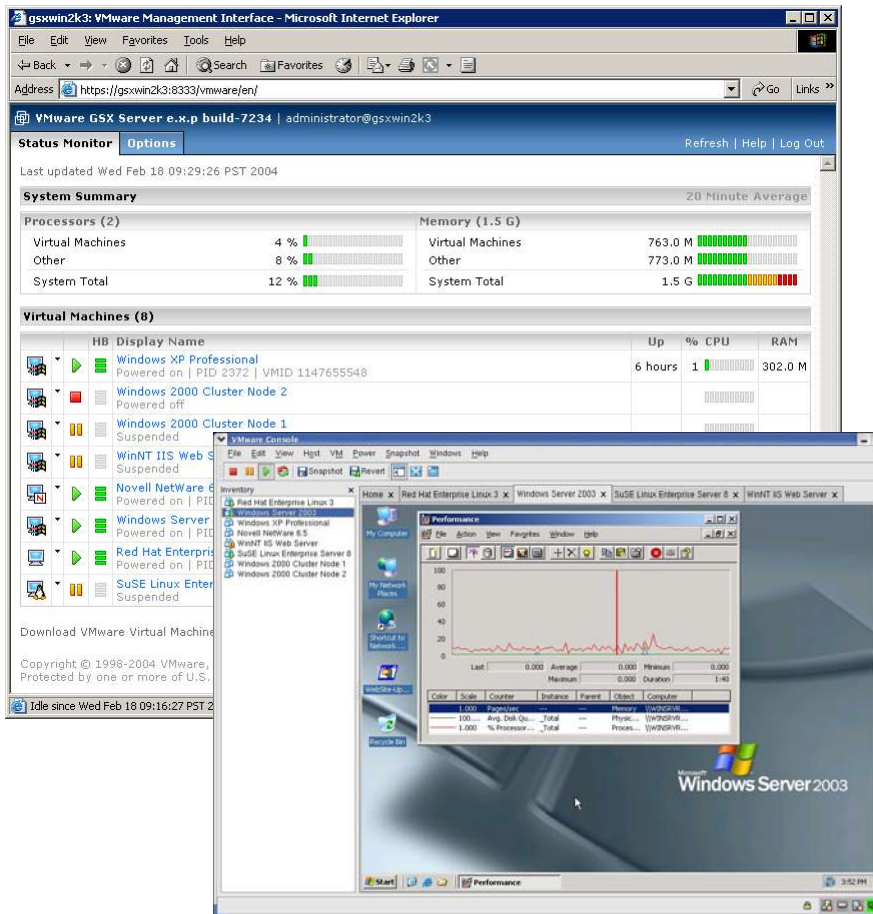 gsxwin2k3: VMware Management Interface - Microsoft Internet Explorer
File Edit View Favorites Tools Help
Back Search Favorites
Address https://gsxwin2k3:8333/vmware/en/ Go Links »
VMware GSX Server e.x.p build-7234 | administrator@gsxwin2k3
Status Monitor Options Refresh | Help | Log Out
Last updated Wed Feb 18 09:29:26 PST 2004
System Summary 20 Minute Average
Processors (2) Memory (1.5 G)
Virtual Machines 4 % Virtual Machines 763.0 M
Other 8 % Other 773.0 M
System Total 12 % System Total 1.5 G
Virtual Machines (8)
HB Display Name Up % CPU RAM
Windows XP Professional
Powered on | PID 2372 | VMID 1147655548
6 hours 1 302.0 M
Windows 2000 Cluster Node 2
Powered off
Windows 2000 Cluster Node 1
Suspended
WinNT IIS Web S
Suspended
Novell NetWare 6
Powered on | PID
Windows Server
Powered on | PID
Red Hat Enterpris
Powered on | PID
SuSE Linux Enter
Suspended
Download VMware Virtual Machine
Copyright © 1998-2004 VMware,
Protected by one or more of U.S.
Idle since Wed Feb 18 09:16:27 PST 2
VMware Console
File Edit View Host VM Power Snapshot Windows Help
Snapshot Revert
Inventory x
Red Hat Enterprise Linux 3
Windows Server 2003
Windows XP Professional
Novell NetWare 6.5
WinNT IIS Web Server
SuSE Linux Enterprise Server 8
Windows 2000 Cluster Node 1
Windows 2000 Cluster Node 2
Home x Red Hat Enterprise Linux 3 x Windows Server 2003 x SuSE Linux Enterprise Server 8 x WinNT IIS Web Server x
My Computer
My Network
Places
Shortcut to
Network ...
WebSite-Up...
Recycle Bin
Performance
File Action View Favorites Window Help
100
80
60
40
20
0
Last 0.000 Average 0.000 Minimum 0.000
Maximum 0.000 Duration 1:40
Color Scale Counter Instance Parent Object Computer
1.000 Pages/sec --- --- Memory \\WINSRVR...
100.... Avg. Disk Qu... _Total --- Physic... \\WINSRVR...
1.000 % Processor... _Total --- Proces... \\WINSRVR...
Microsoft
Windows Server 2003
Start Performance 3:52 PM